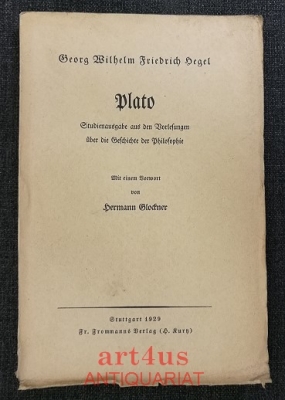 Georg Wilhelm Friedrich Hegel
Plato
Studienausgabe aus den Vorlesungen
über die Geschichte der Philosophie
Mit einem Vorwort
von
Hermann Glockner
Stuttgart 1929
Fr. Frommanns Verlag (H. Kurtz)
art4us
ANTIQUARIAT